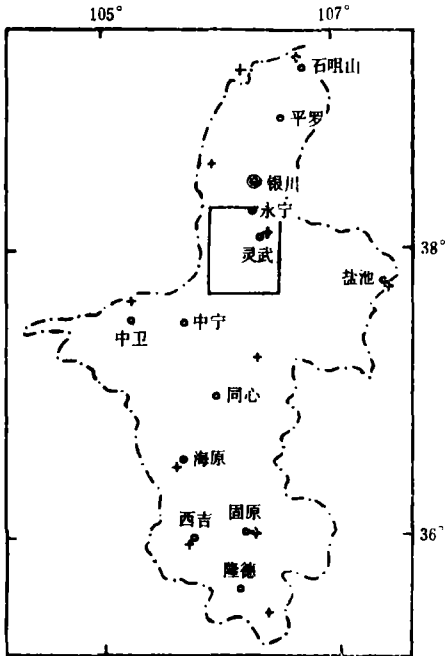 105°
107°
石咀山
平罗
银川
永宁
灵武
38°
盐池
中卫
中宁
同心
海原
西吉
固原
36°
隆德